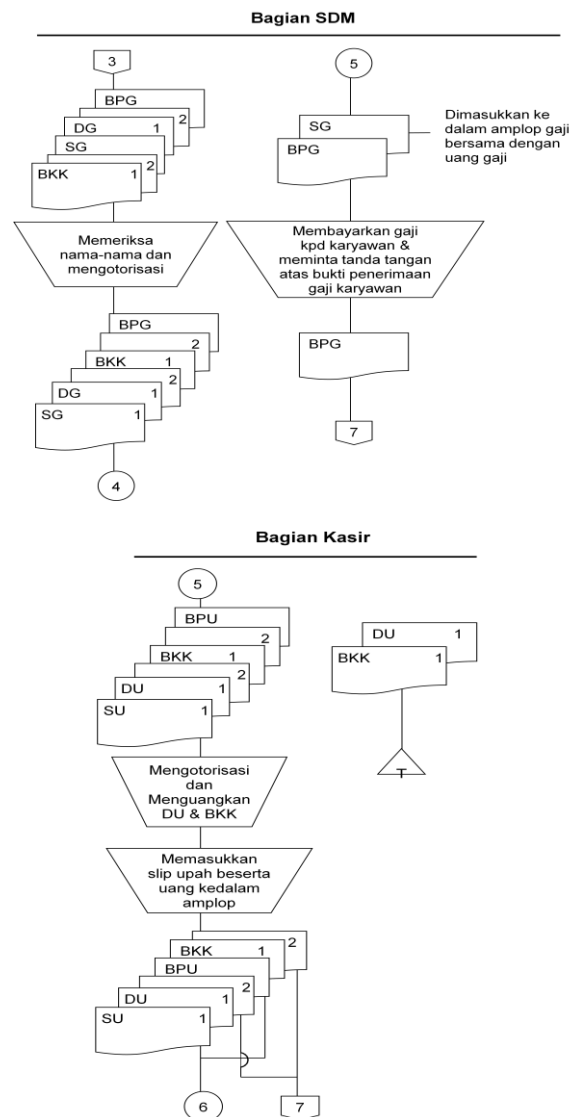 Bagian SDM
3
BPG
2
DG 1
SG
2
BKK 1
Memeriksa
nama-nama dan
mengotorisasi
BPG
2
BKK 1
2
DG 1
SG 1
4
5
SG
BPG
Dimasukkan ke
dalam amplop gaji
bersama dengan
uang gaji
Membayarkan gaji
kpd karyawan &
meminta tanda tangan
atas bukti penerimaan
gaji karyawan
BPG
7
Bagian Kasir
5
BPU
2
BKK 1
2
DU 1
SU 1
Mengotorisasi
dan
Menguangkan
DU & BKK
Memasukkan
slip upah beserta
uang kedalam
amplop
2
BKK 1
BPU
2
DU 1
SU 1
6
7
DU 1
BKK 1
T